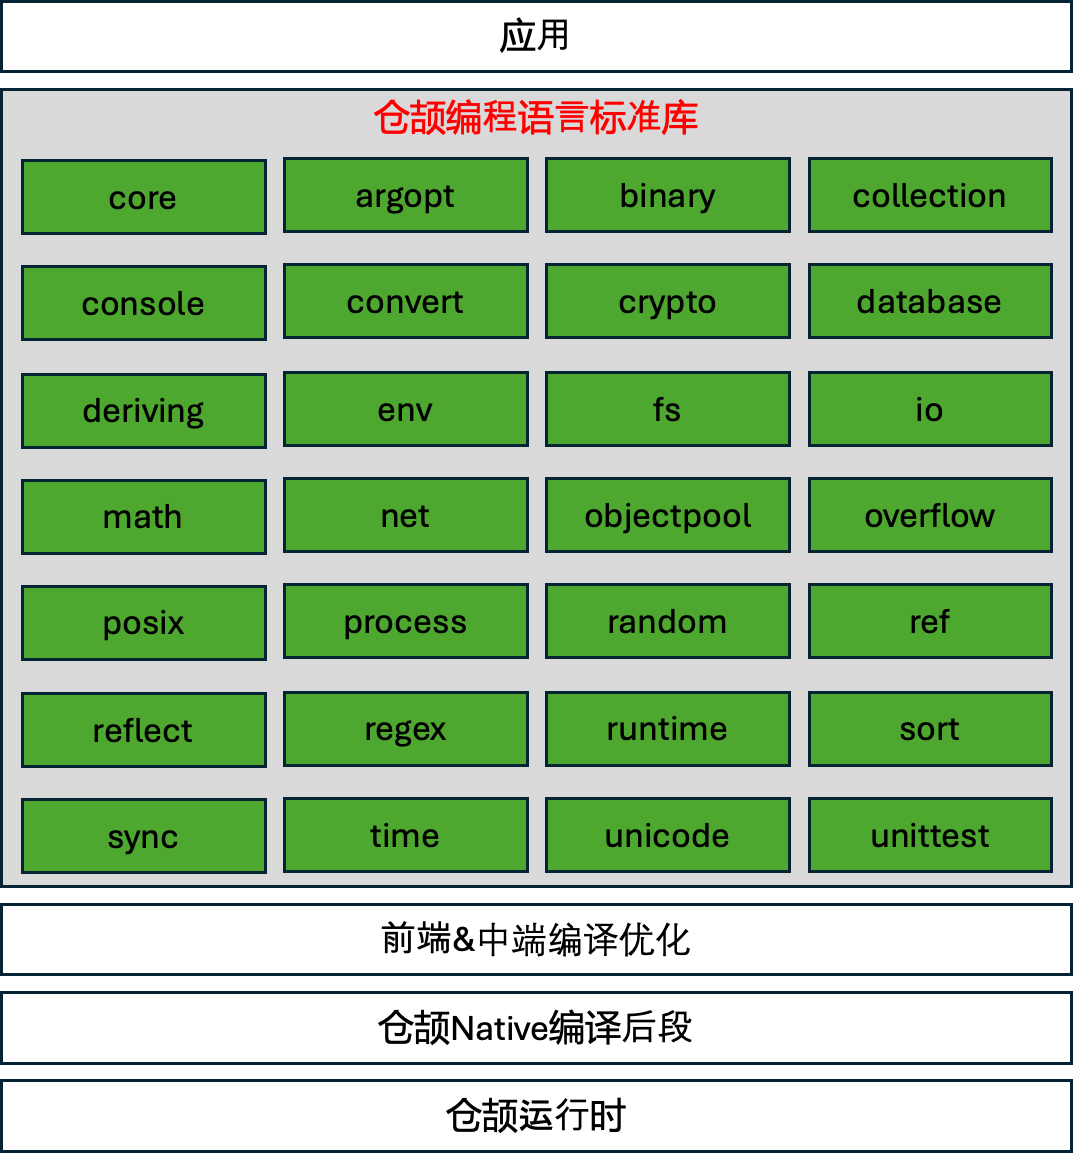 应用
仓颉编程语言标准库
core argopt binary collection
console convert crypto database
deriving env fs io
math net objectpool overflow
posix process random ref
reflect regex runtime sort
sync time unicode unittest
前端&中端编译优化
仓颉Native编译后段
仓颉运行时